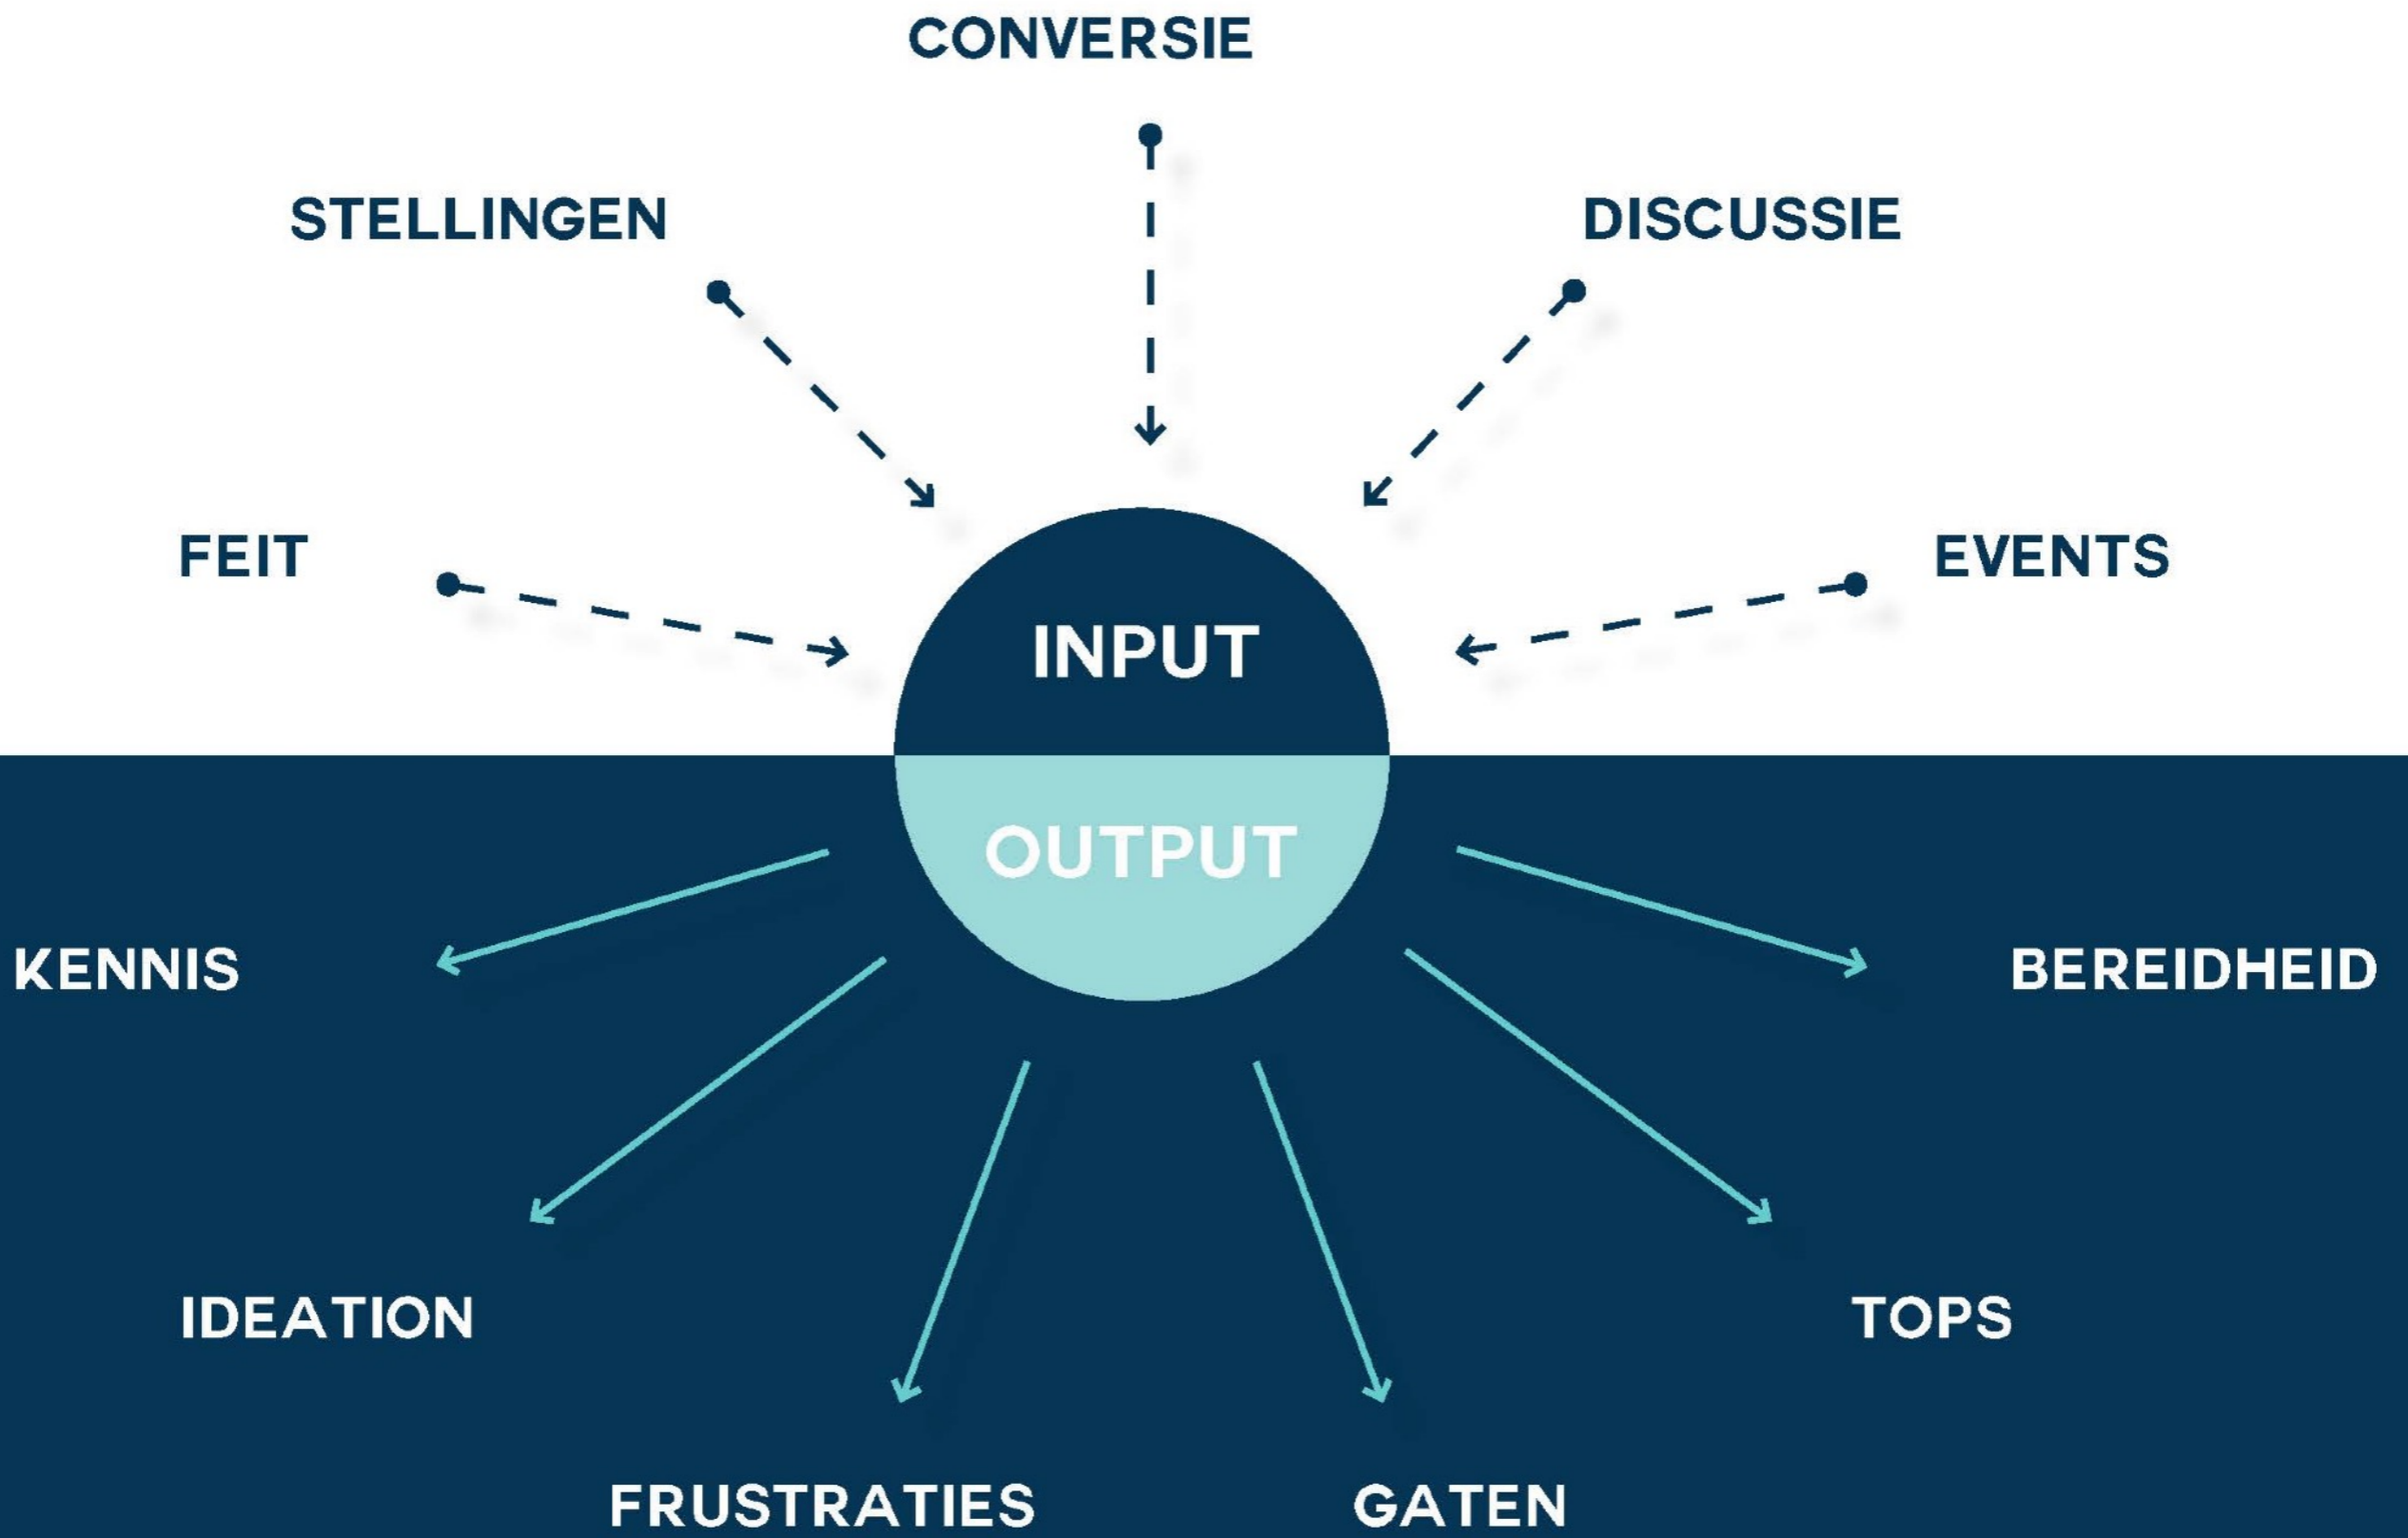 CONVERSIE
STELLINGEN
DISCUSSIE
FEIT
EVENTS
INPUT
OUTPUT
KENNIS
BEREIDHEID
IDEATION
TOPS
FRUSTRATIES
GATEN